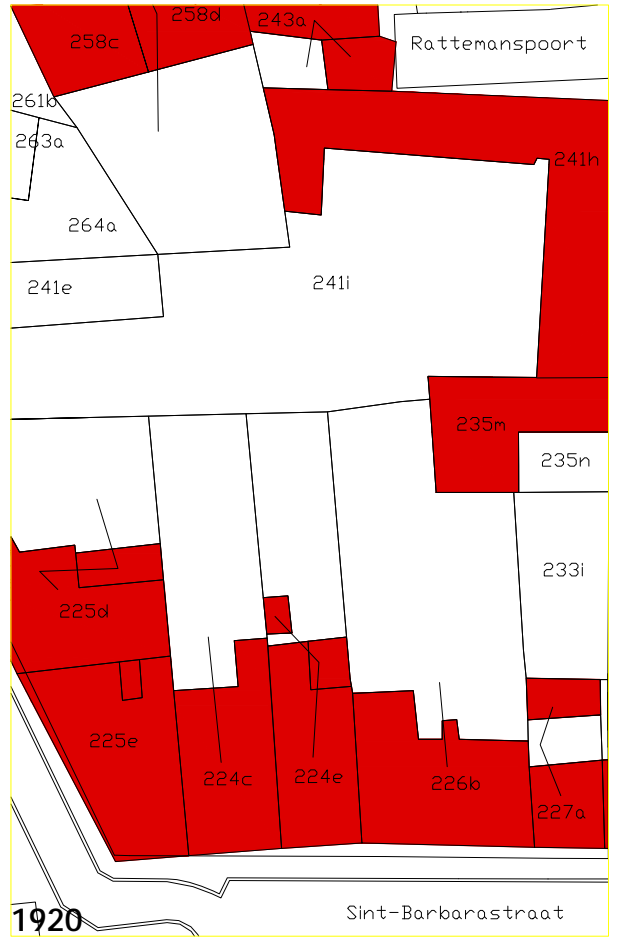 258c
258d
243a
Rattemanspoort
261b
263a
241h
264a
241e
241i
235m
235n
233i
225d
225e
224c
224e
226b
227a
Sint-Barbarastraat
1920